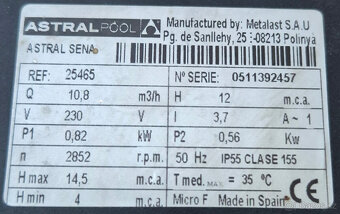 ASTRALPOOL
Manufactured by: Metalast S.A.U
Pg. de Sanllehy, 25 -08213 Polinya
ASTRAL SENA
REF: 25465 Nº SERIE: 0511392457
Q 10,8 m3/h H 12 m.c.a.
V 230 V I 3,7 A ~ 1
P1 0,82 kW P2 0,56 Kw
n 2852 r.p.m. 50 Hz IP55 CLASE 155
H max 14,5 m.c.a. T med. MAX = 35 °C
H min 4 m.c.a. Micro F Made in Spain